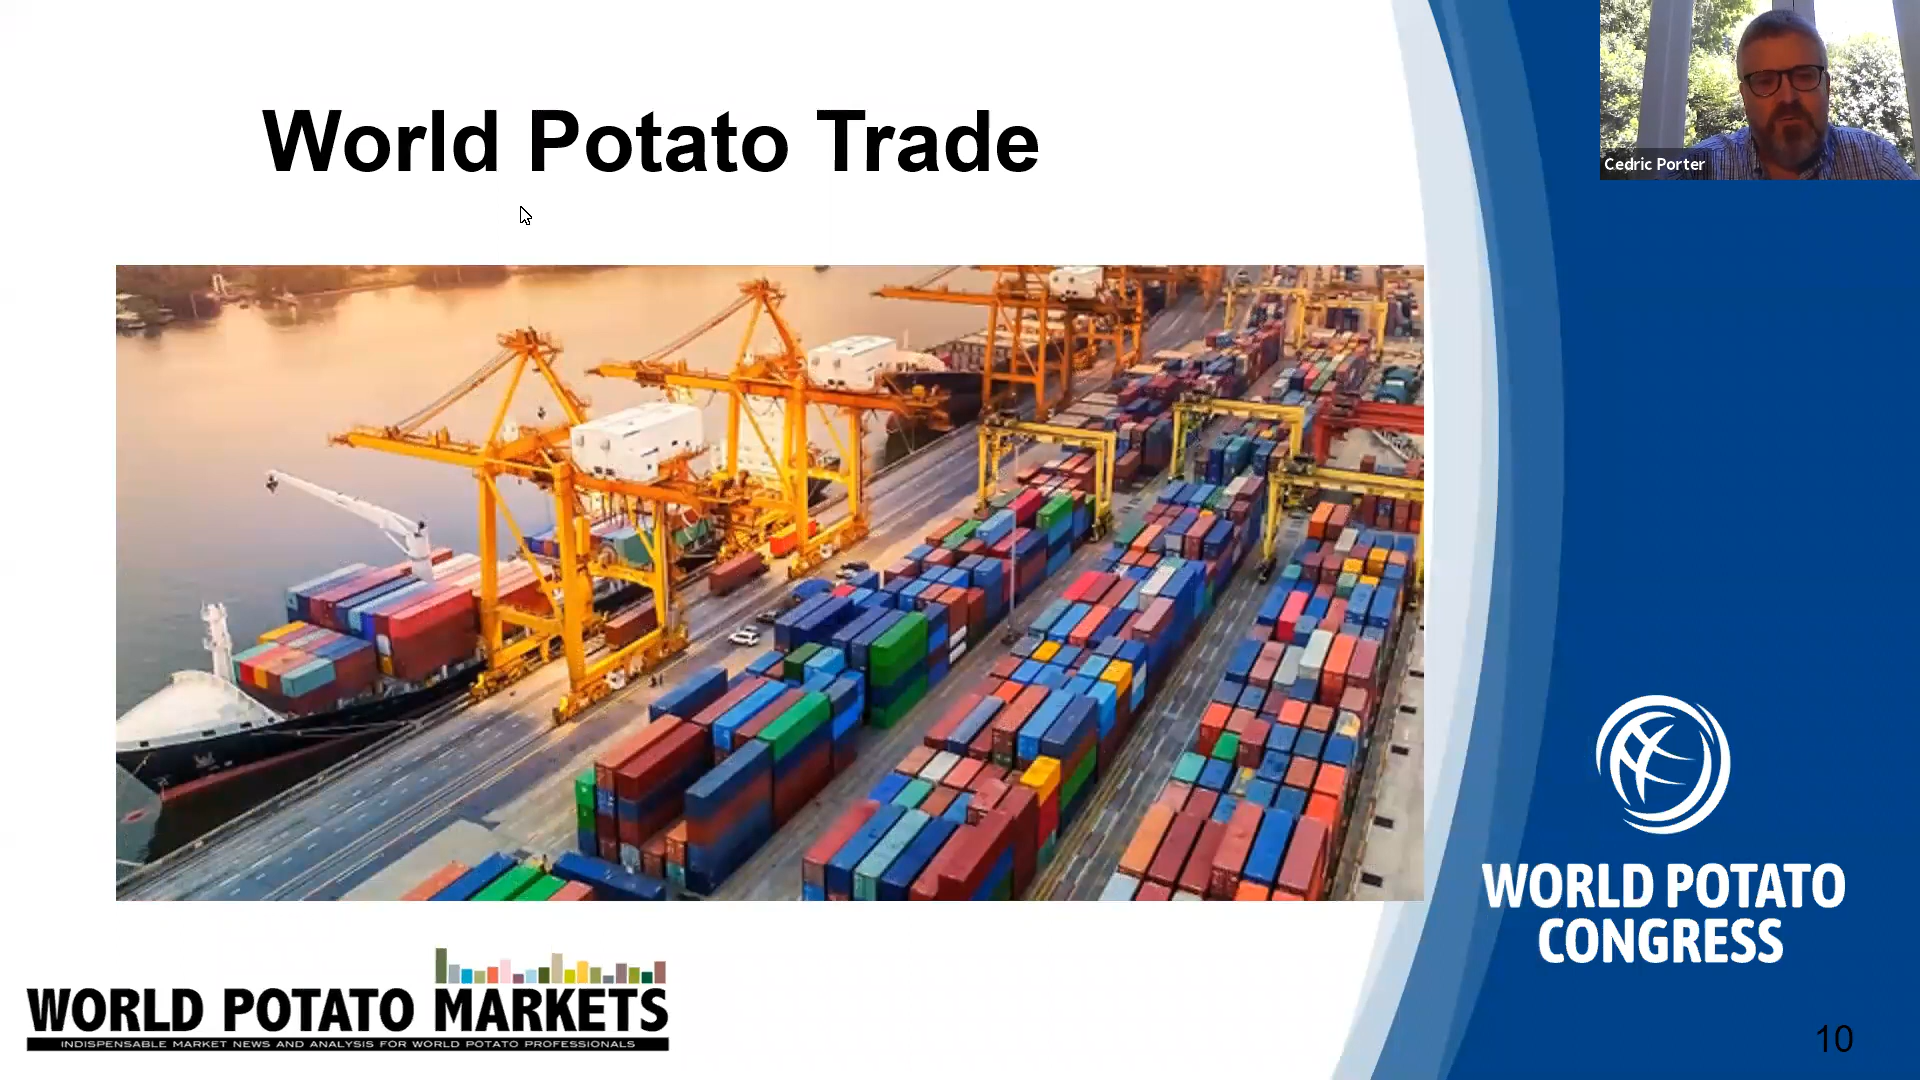 World Potato Trade
Cedric Porter
WORLD POTATO
CONGRESS
WORLD POTATO MARKETS
INDISPENSABLE MARKET NEWS AND ANALYSIS FOR WORLD POTATO PROFESSIONALS
10